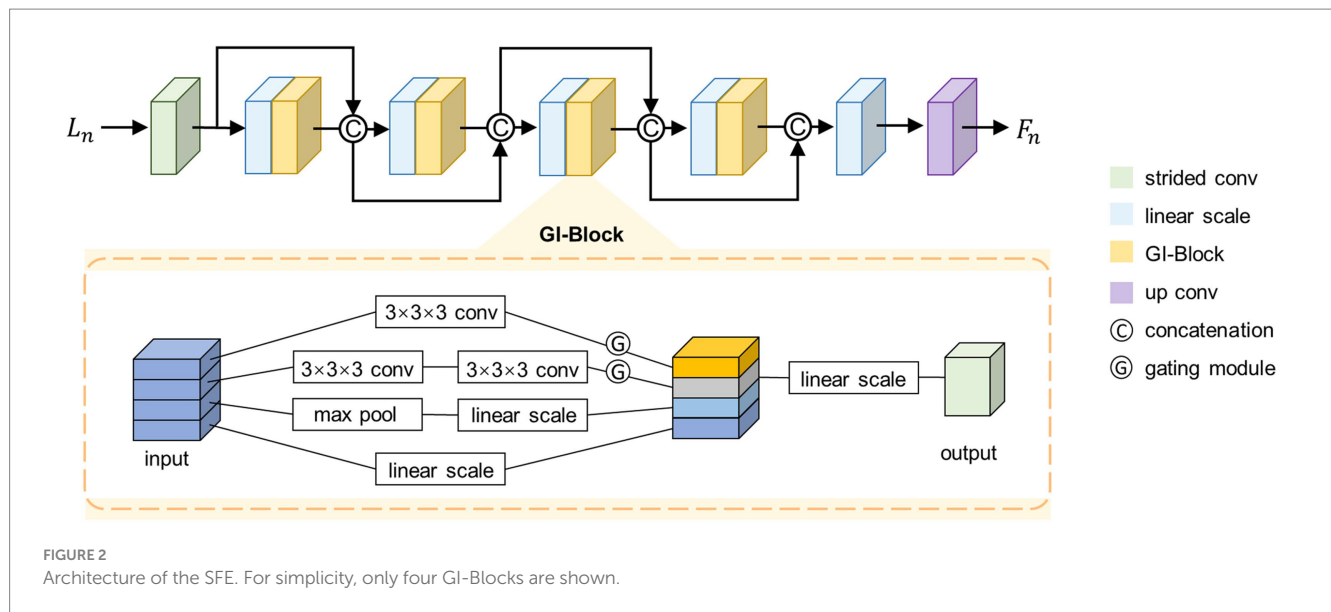 L_n
C
C
C
C
F_n
strided conv
linear scale
GI-Block
up conv
C concatenation
G gating module
GI-Block
3×3×3 conv
G
3×3×3 conv
3×3×3 conv
G
max pool
linear scale
linear scale
linear scale
input
output
FIGURE 2
Architecture of the SFE. For simplicity, only four GI-Blocks are shown.